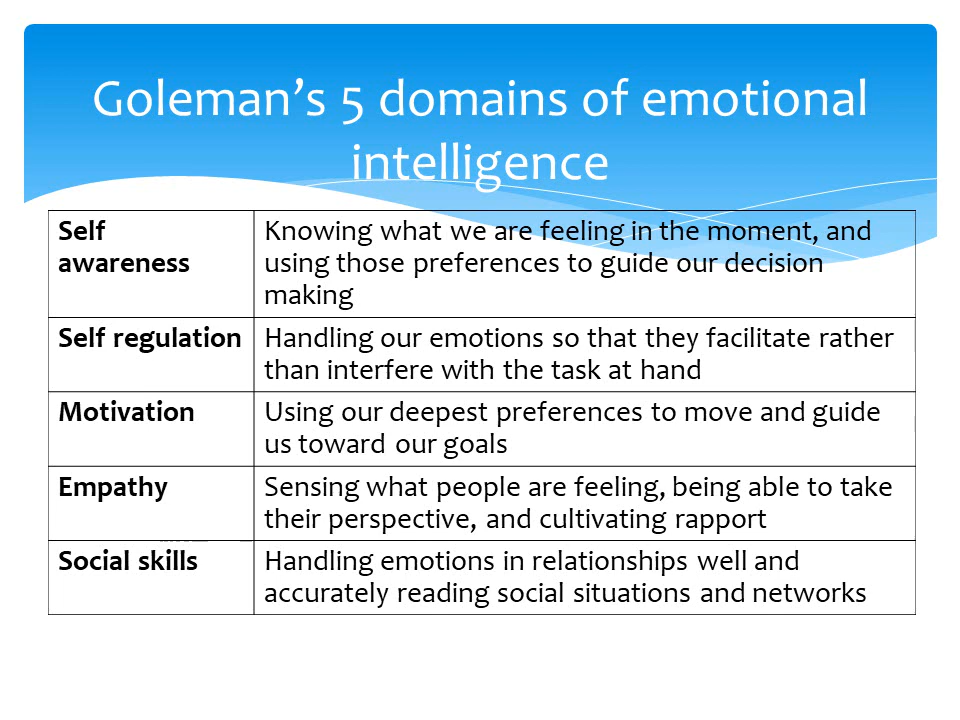 Goleman’s 5 domains of emotional
intelligence
Self
awareness
Knowing what we are feeling in the moment, and
using those preferences to guide our decision
making
Self regulation
Handling our emotions so that they facilitate rather
than interfere with the task at hand
Motivation
Using our deepest preferences to move and guide
us toward our goals
Empathy
Sensing what people are feeling, being able to take
their perspective, and cultivating rapport
Social skills
Handling emotions in relationships well and
accurately reading social situations and networks